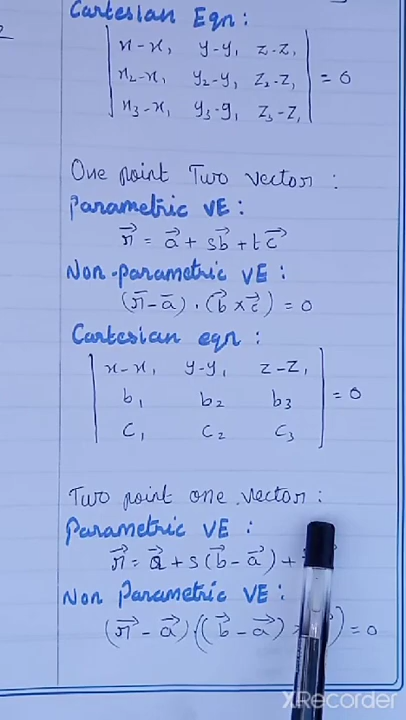 Cartesian Eqn:
| x-x₁ y-y₁ z-z₁ |
| x₂-x₁ y₂-y₁ z₂-z₁ | = 0
| x₃-x₁ y₃-y₁ z₃-z₁ |
One point Two vector :
Parametric VE :
r⃗ = a⃗ + sb⃗ + tc⃗
Non-parametric VE :
(r̄ - ā) · (b⃗ × c⃗) = 0
Cartesian eqn :
| x-x₁ y-y₁ z-z₁ |
| b₁ b₂ b₃ | = 0
| c₁ c₂ c₃ |
Two point one vector :
Parametric VE :
r⃗ = a⃗ + s(b⃗ - a⃗) +
Non Parametric VE :
(r⃗ - a⃗) · ((b⃗ - a⃗) ) = 0
XRecorder